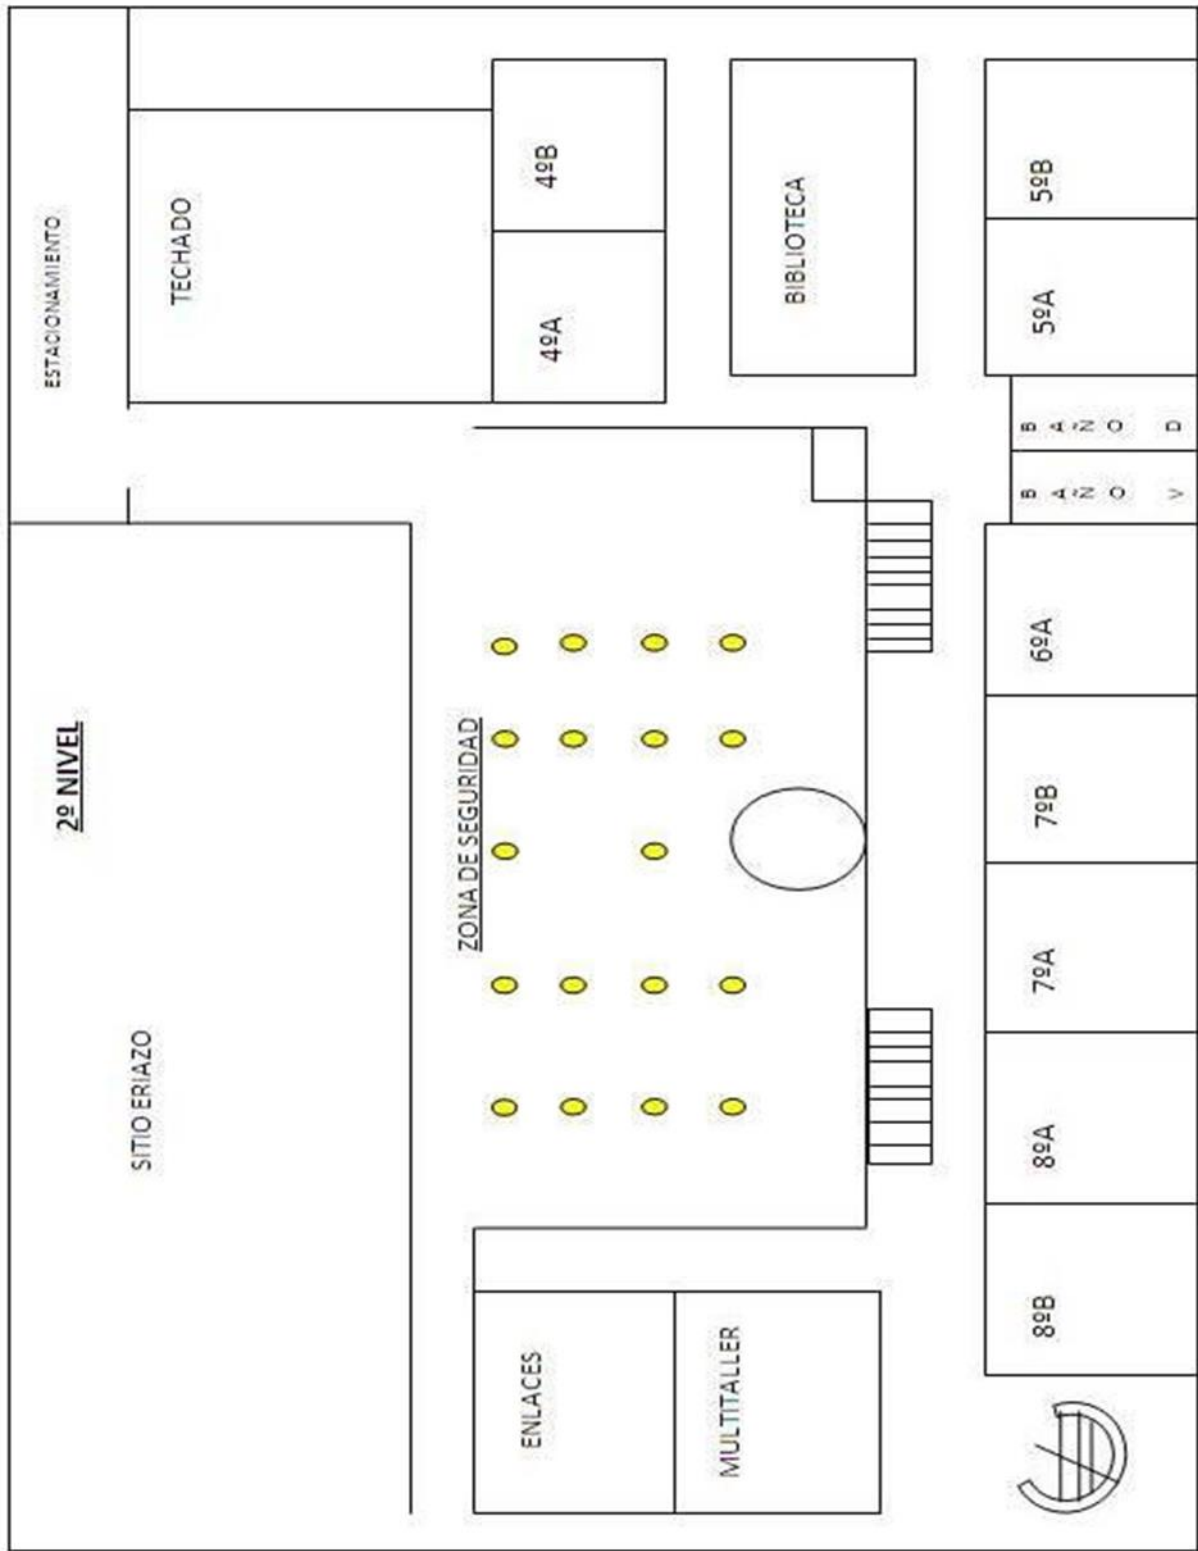 2º NIVEL
ESTACIONAMIENTO
SITIO ERIAZO
TECHADO
ZONA DE SEGURIDAD
ENLACES
4ºA
4ºB
MULTITALLER
BIBLIOTECA
8ºB
8ºA
7ºA
7ºB
6ºA
BAÑO V
BAÑO D
5ºA
5ºB